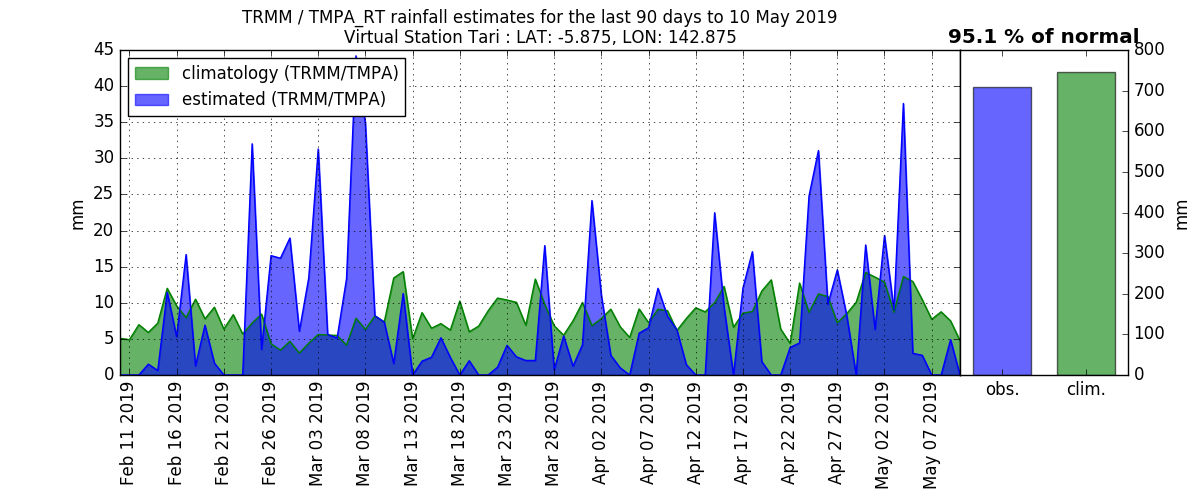 TRMM / TMPA_RT rainfall estimates for the last 90 days to 10 May 2019
Virtual Station Tari : LAT: -5.875, LON: 142.875
95.1 % of normal
climatology (TRMM/TMPA)
estimated (TRMM/TMPA)
45
40
35
30
25
20
15
10
5
0
mm
Feb 11 2019
Feb 16 2019
Feb 21 2019
Feb 26 2019
Mar 03 2019
Mar 08 2019
Mar 13 2019
Mar 18 2019
Mar 23 2019
Mar 28 2019
Apr 02 2019
Apr 07 2019
Apr 12 2019
Apr 17 2019
Apr 22 2019
Apr 27 2019
May 02 2019
May 07 2019
obs.
clim.
800
700
600
500
400
300
200
100
0
mm